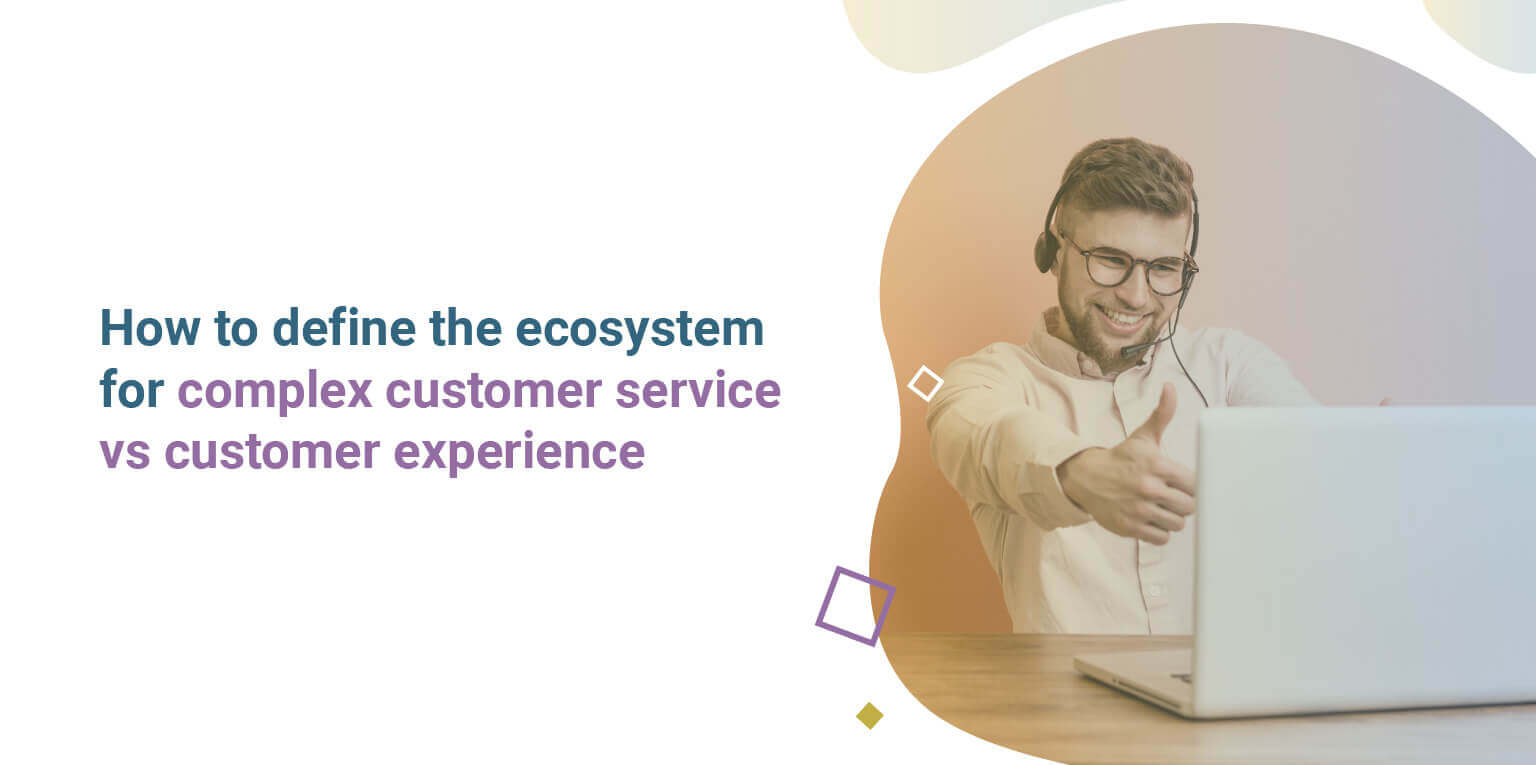 How to define the ecosystem
for complex customer service
vs customer experience